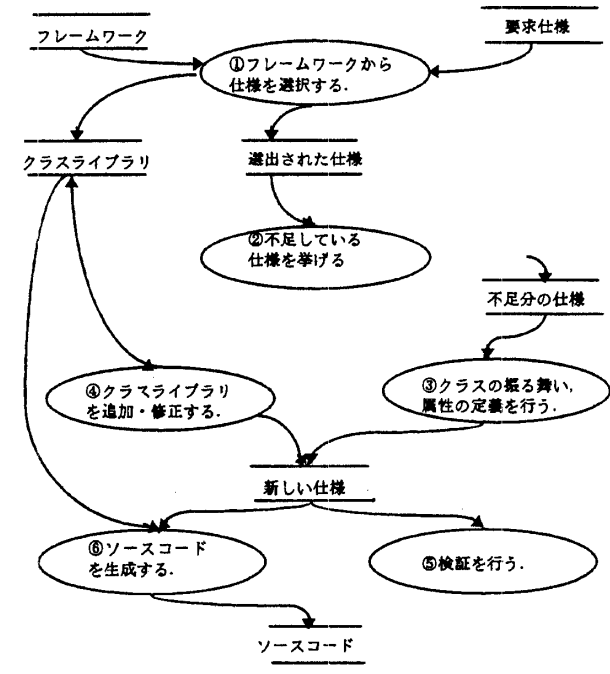 フレームワーク
要求仕様
①フレームワークから
仕様を選択する.
クラスライブラリ
選出された仕様
②不足している
仕様を挙げる
不足分の仕様
④クラスライブラリ
を追加・修正する.
③クラスの振る舞い,
属性の定義を行う.
新しい仕様
⑥ソースコード
を生成する.
⑤検証を行う.
ソースコード